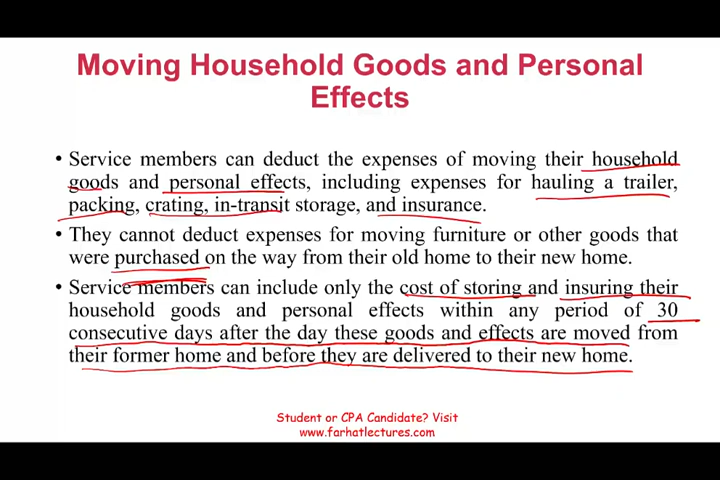 Moving Household Goods and Personal
Effects
• Service members can deduct the expenses of moving their household
goods and personal effects, including expenses for hauling a trailer,
packing, crating, in-transit storage, and insurance.
• They cannot deduct expenses for moving furniture or other goods that
were purchased on the way from their old home to their new home.
• Service members can include only the cost of storing and insuring their
household goods and personal effects within any period of 30
consecutive days after the day these goods and effects are moved from
their former home and before they are delivered to their new home.
Student or CPA Candidate? Visit
www.farhatlectures.com